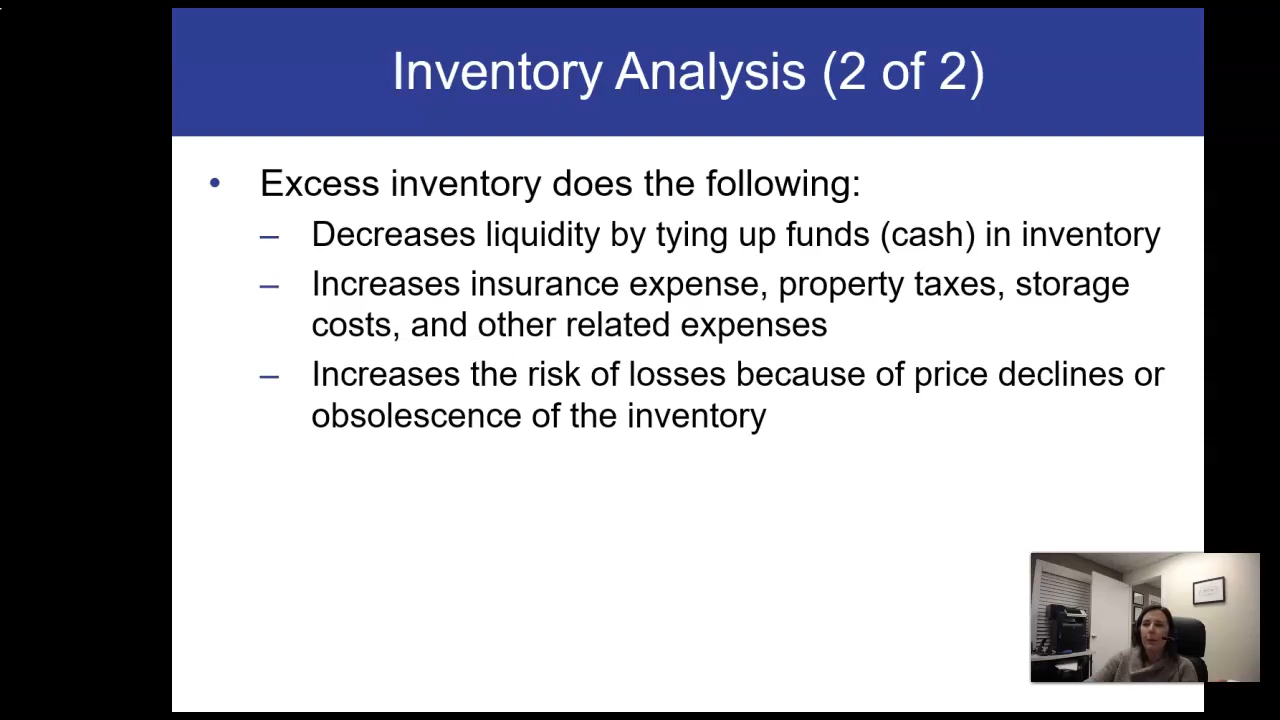 Inventory Analysis (2 of 2)
• Excess inventory does the following:
– Decreases liquidity by tying up funds (cash) in inventory
– Increases insurance expense, property taxes, storage
costs, and other related expenses
– Increases the risk of losses because of price declines or
obsolescence of the inventory